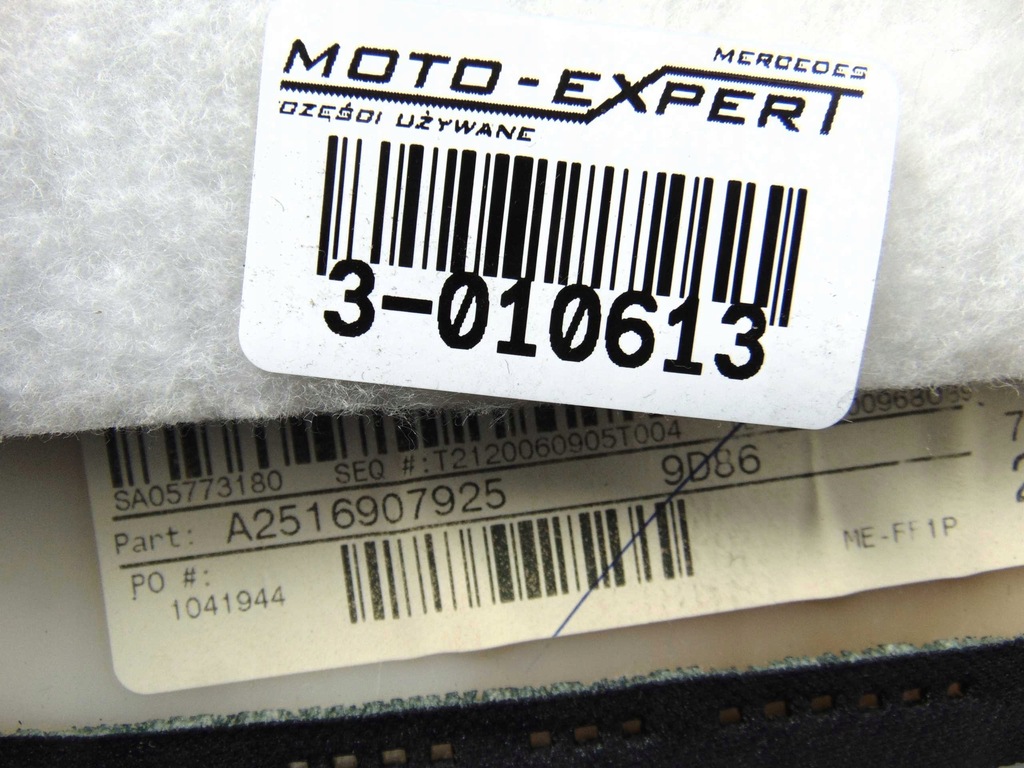 MERCEDES
MOTO-EXPERT
CZĘŚCI UŻYWANE
3-010613
SA05773180 SEQ #:T2120060905T004
Part: A2516907925 9D86
PO #:
1041944
ME-FF1P